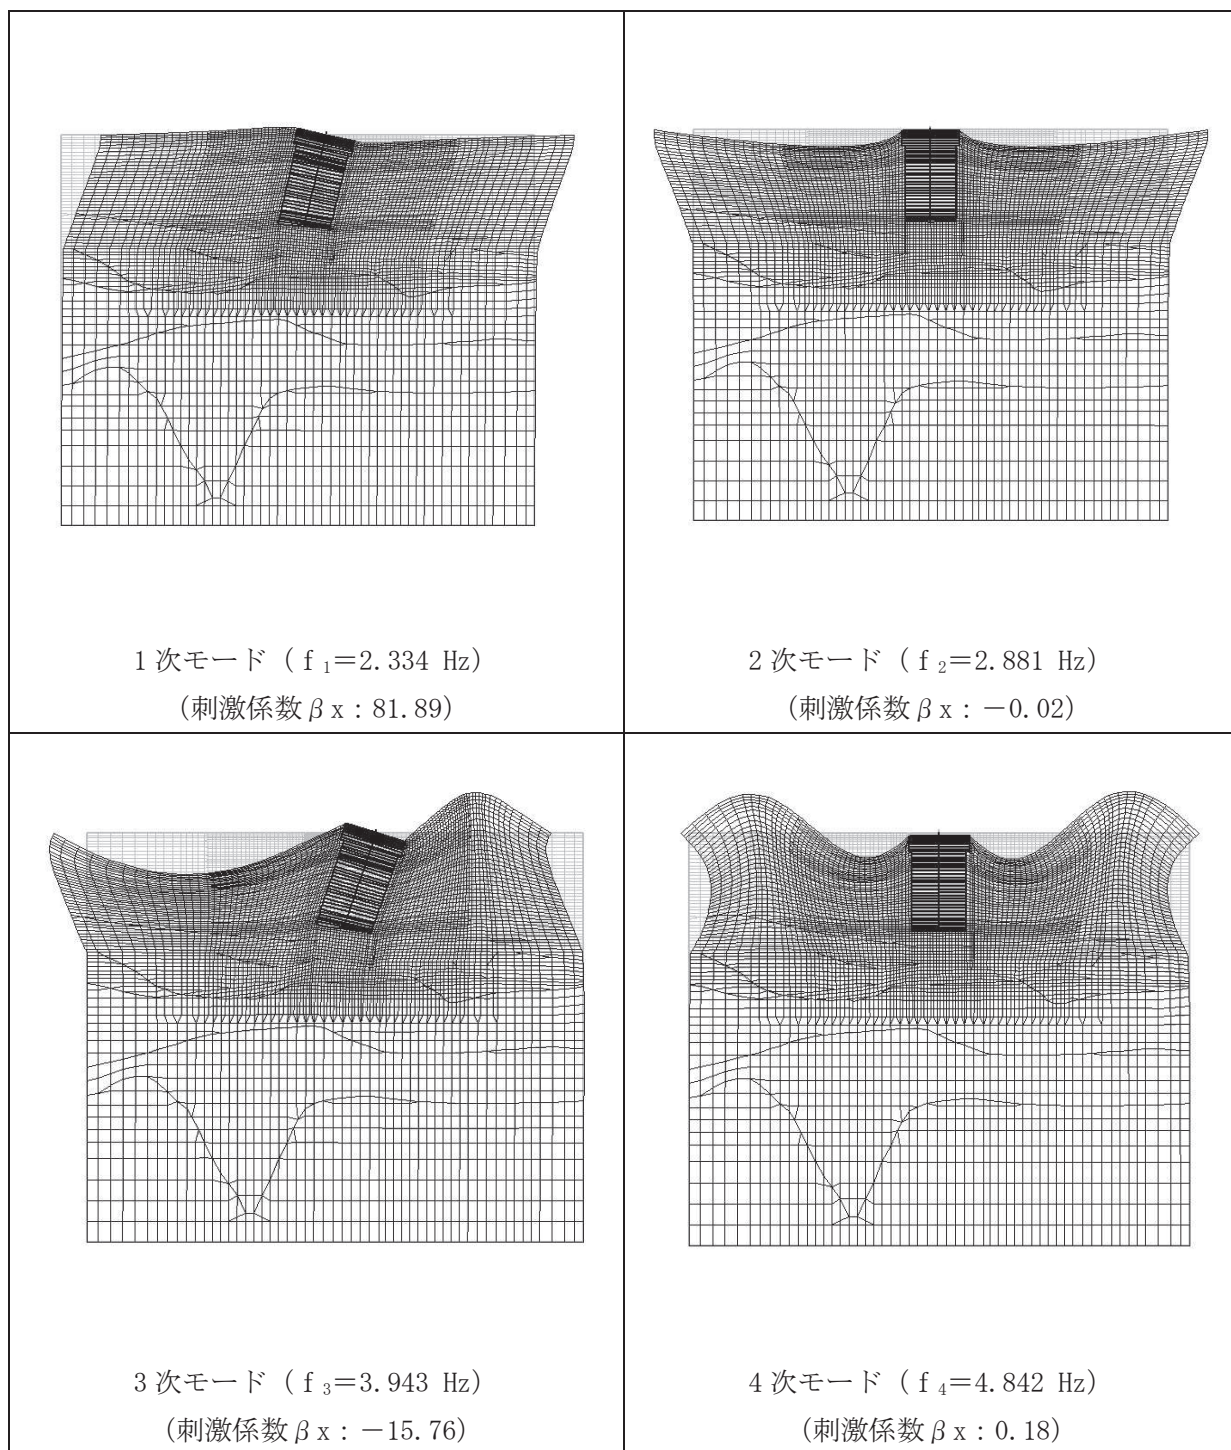 1次モード（f₁＝2.334 Hz）
（刺激係数βx：81.89）
2次モード（f₂＝2.881 Hz）
（刺激係数βx：－0.02）
3次モード（f₃＝3.943 Hz）
（刺激係数βx：－15.76）
4次モード（f₄＝4.842 Hz）
（刺激係数βx：0.18）